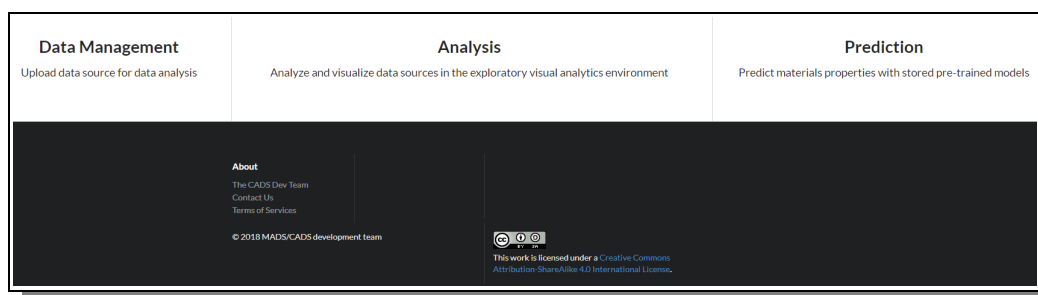 Data Management
Upload data source for data analysis
Analysis
Analyze and visualize data sources in the exploratory visual analytics environment
Prediction
Predict materials properties with stored pre-trained models
About
The CADS Dev Team
Contact Us
Terms of Services
© 2018 MADS/CADS development team
cc
BY SA
This work is licensed under a Creative Commons
Attribution-ShareAlike 4.0 International License.